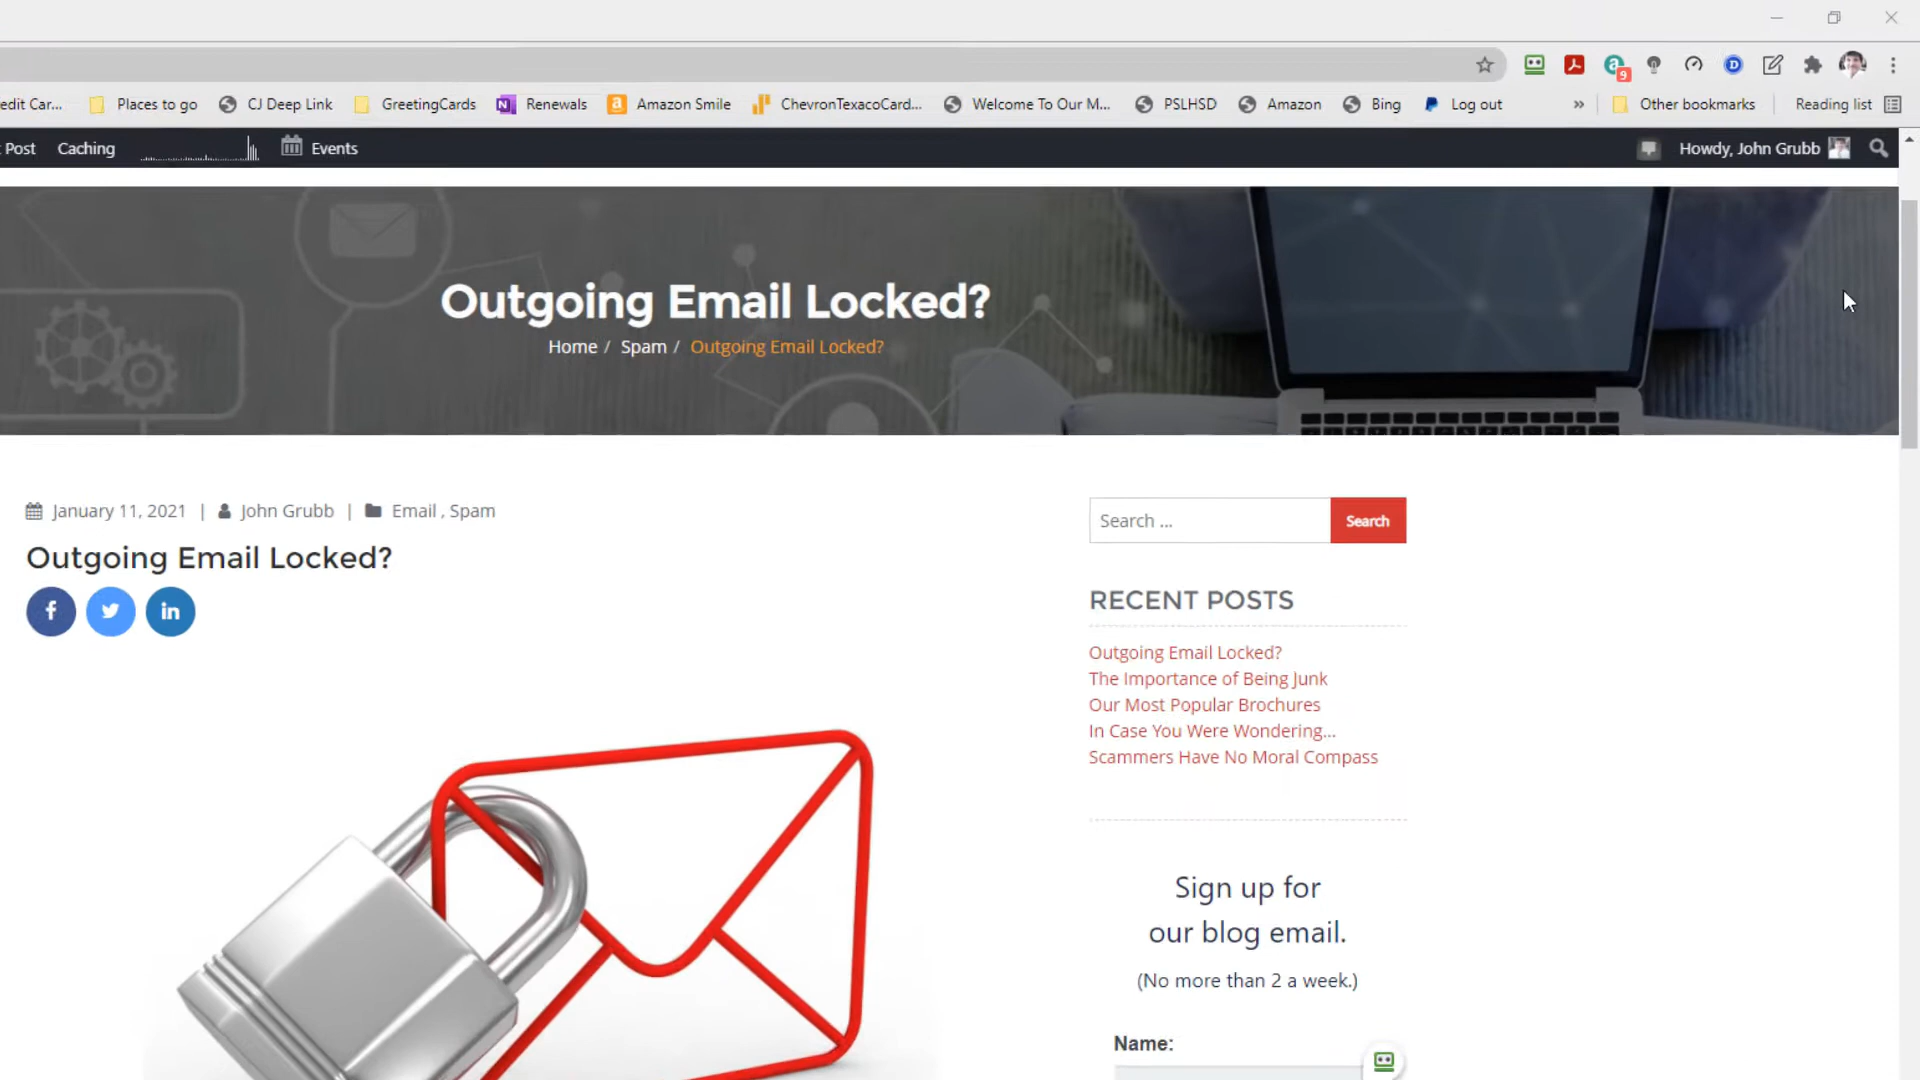 edit Car...
Places to go
CJ Deep Link
GreetingCards
Renewals
Amazon Smile
ChevronTexacoCard...
Welcome To Our M...
PSLHSD
Amazon
Bing
Log out
»
Other bookmarks
Reading list
9
Post
Caching
Events
Howdy, John Grubb
Outgoing Email Locked?
Home / Spam / Outgoing Email Locked?
January 11, 2021 | John Grubb | Email , Spam
Outgoing Email Locked?
Search ...
Search
RECENT POSTS
Outgoing Email Locked?
The Importance of Being Junk
Our Most Popular Brochures
In Case You Were Wondering...
Scammers Have No Moral Compass
Sign up for
our blog email.
(No more than 2 a week.)
Name: